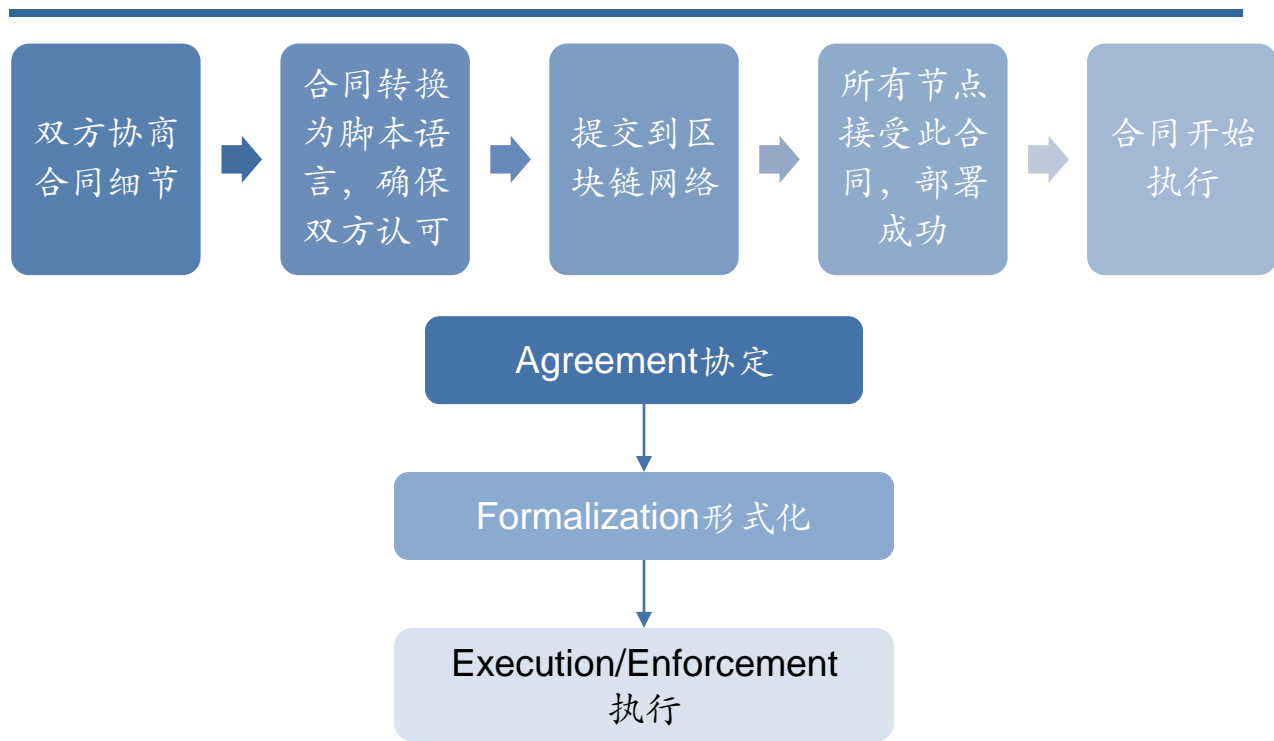 双方协商
合同细节
合同转换
为脚本语
言，确保
双方认可
提交到区
块链网络
所有节点
接受此合
同，部署
成功
合同开始
执行
Agreement协定
Formalization形式化
Execution/Enforcement
执行